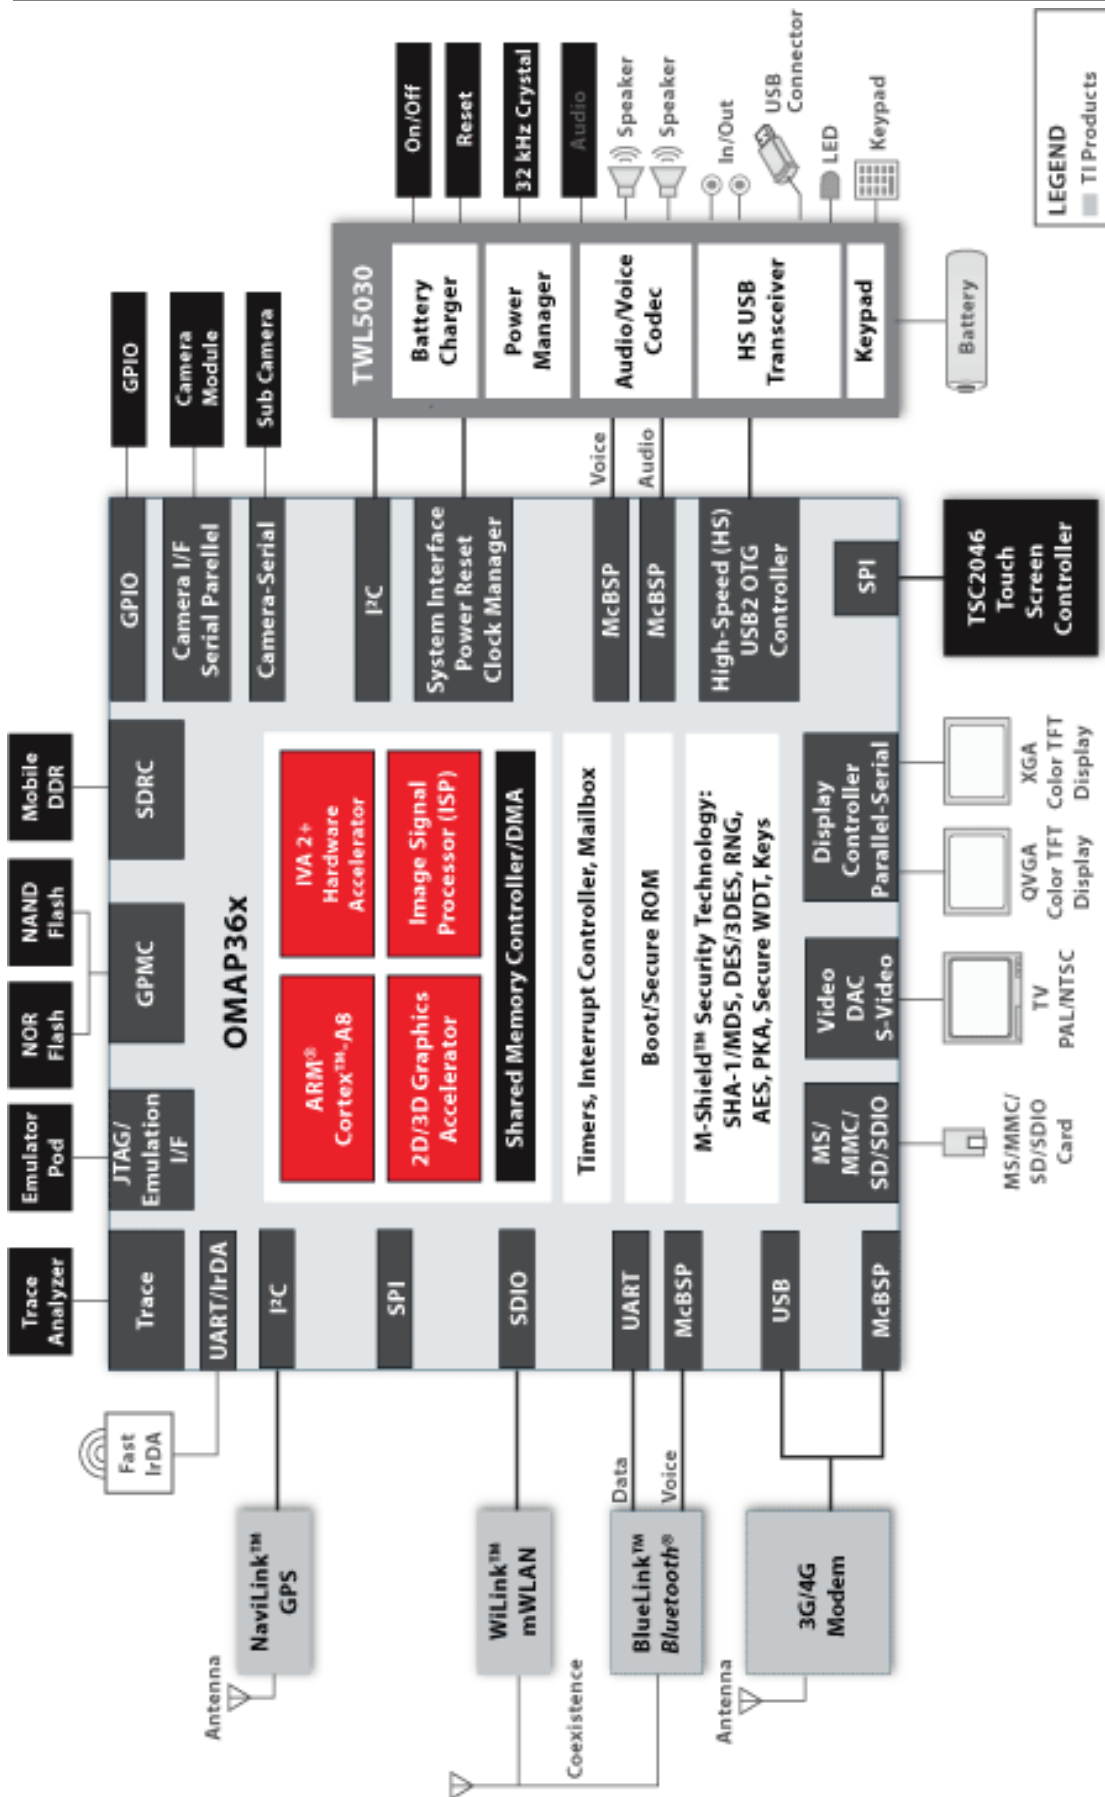 Trace
Analyzer
Emulator
Pod
NOR
Flash
NAND
Flash
Mobile
DDR
GPIO
Camera
Module
Sub Camera
Fast
IrDA
Trace
JTAG/
Emulation
I/F
GPMC
SDRC
GPIO
Camera I/F
Serial Parellel
Camera-Serial
UART/IrDA
I²C
SPI
SDIO
UART
McBSP
USB
McBSP
Antenna
NaviLink™
GPS
WiLink™
mWLAN
Coexistence
BlueLink™
Bluetooth®
Data
Voice
Antenna
3G/4G
Modem
OMAP36x
ARM®
Cortex™-A8
IVA 2+
Hardware
Accelerator
2D/3D Graphics
Accelerator
Image Signal
Processor (ISP)
Shared Memory Controller/DMA
Timers, Interrupt Controller, Mailbox
Boot/Secure ROM
M-Shield™ Security Technology:
SHA-1/MD5, DES/3DES, RNG,
AES, PKA, Secure WDT, Keys
I²C
System Interface
Power Reset
Clock Manager
McBSP
McBSP
High-Speed (HS)
USB2 OTG
Controller
SPI
Voice
Audio
TWL5030
Battery
Charger
Power
Manager
Audio/Voice
Codec
HS USB
Transceiver
Keypad
On/Off
Reset
32 kHz Crystal
Audio
Speaker
Speaker
In/Out
USB
Connector
LED
Keypad
Battery
MS/
MMC/
SD/SDIO
Video
DAC
S-Video
Display
Controller
Parallel-Serial
MS/MMC/
SD/SDIO
Card
TV
PAL/NTSC
QVGA
Color TFT
Display
XGA
Color TFT
Display
TSC2046
Touch
Screen
Controller
LEGEND
TI Products